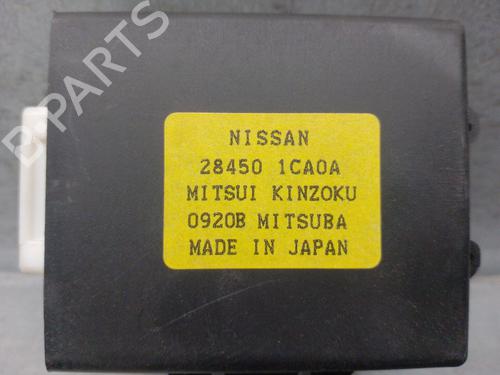 B-PARTS
NISSAN
28450 1CA0A
MITSUI KINZOKU
0920B MITSUBA
MADE IN JAPAN